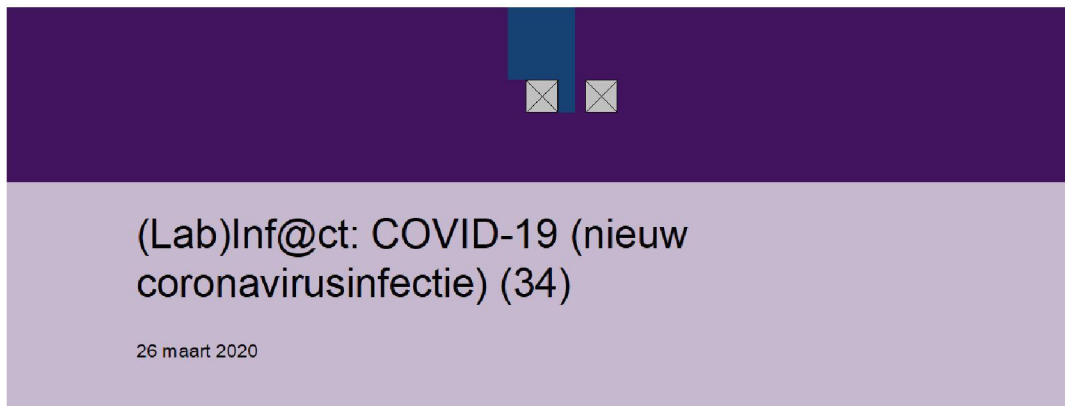 (Lab)Inf@ct: COVID-19 (nieuw
coronavirusinfectie) (34)
26 maart 2020